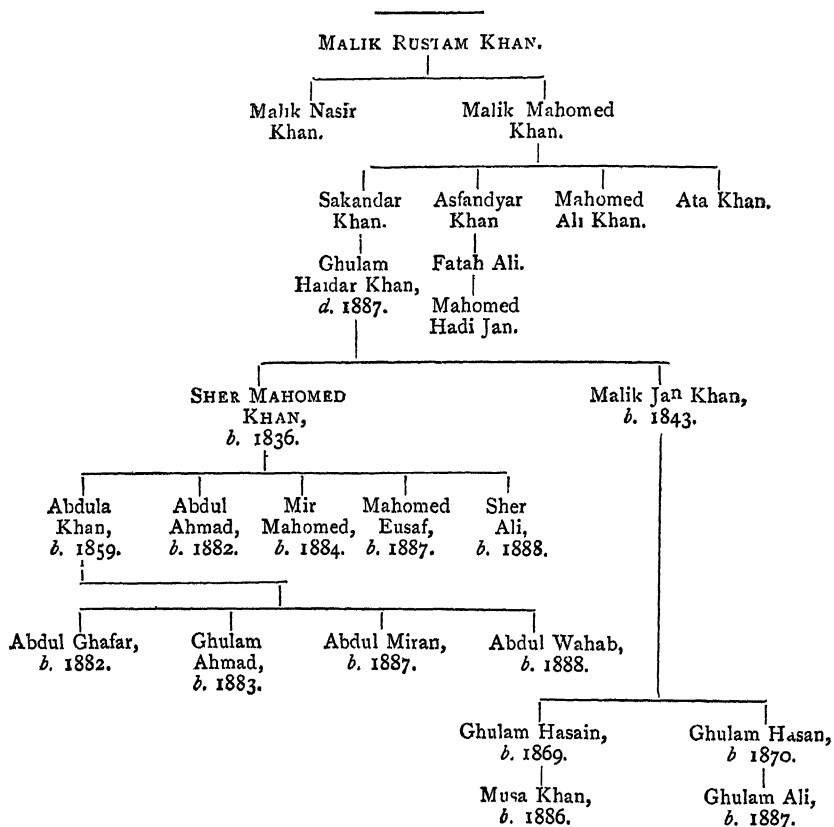 MALIK RUSTAM KHAN.
Malik Nasir
Khan.
Malik Mahomed
Khan.
Sakandar
Khan.
Asfandyar
Khan
Mahomed
Ali Khan.
Ata Khan.
Ghulam
Haidar Khan,
d. 1887.
Fatah Ali.
Mahomed
Hadi Jan.
SHER MAHOMED
KHAN,
b. 1836.
Malik Jan Khan,
b. 1843.
Abdula
Khan,
b. 1859.
Abdul
Ahmad,
b. 1882.
Mir
Mahomed,
b. 1884.
Mahomed
Eusaf,
b. 1887.
Sher
Ali,
b. 1888.
Abdul Ghafar,
b. 1882.
Ghulam
Ahmad,
b. 1883.
Abdul Miran,
b. 1887.
Abdul Wahab,
b. 1888.
Ghulam Hasain,
b. 1869.
Ghulam Hasan,
b 1870.
Musa Khan,
b. 1886.
Ghulam Ali,
b. 1887.